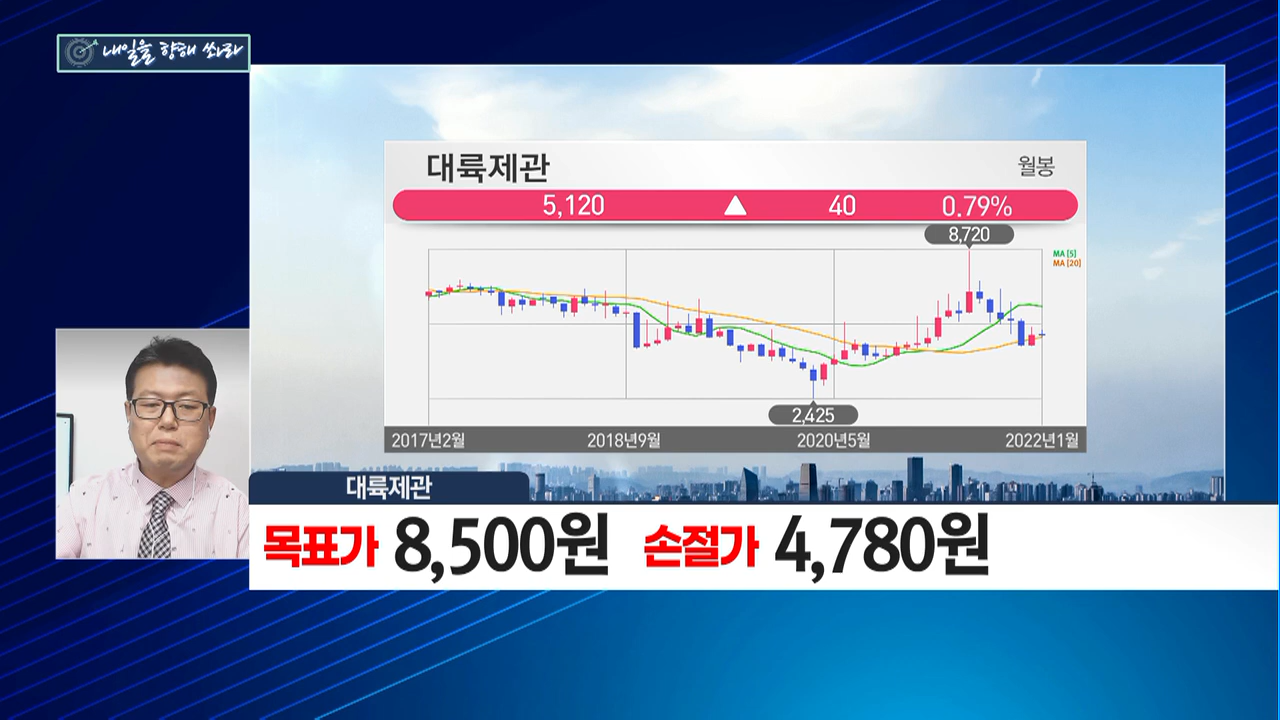 내일을 향해 쏴라
대륙제관
월봉
5,120 ▲ 40 0.79%
8,720
MA [5]
MA [20]
2,425
2017년2월 2018년9월 2020년5월 2022년1월
대륙제관
목표가 8,500원 손절가 4,780원